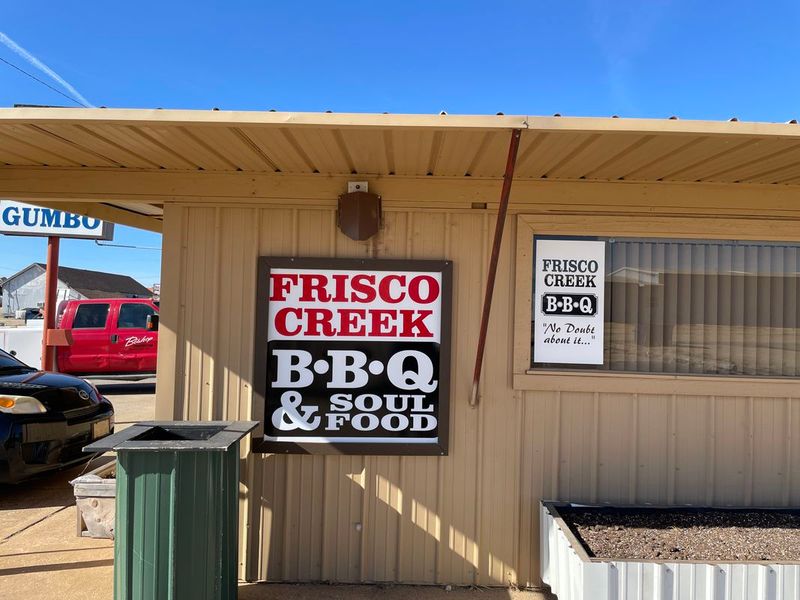 GUMBO
Bishop
FRISCO
CREEK
B•B•Q
& SOUL
FOOD
FRISCO
CREEK
B•B•Q
"No Doubt
about it..."